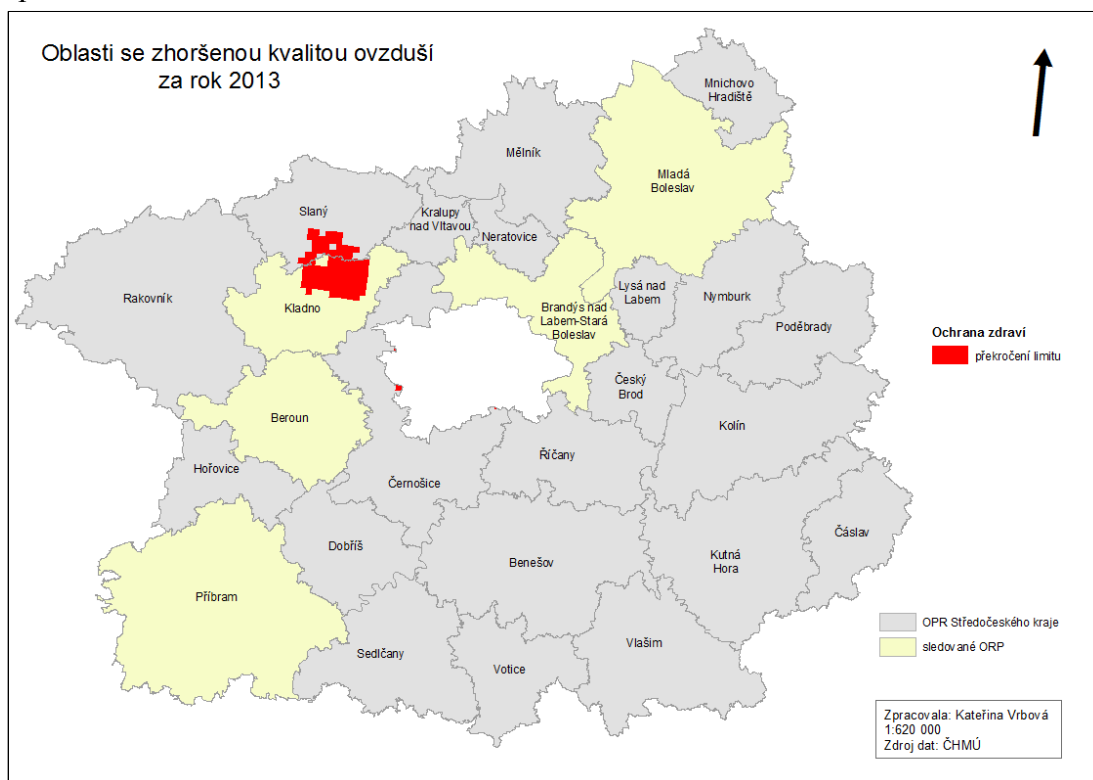 Oblasti se zhoršenou kvalitou ovzduší
za rok 2013
Mnichovo
Hradiště
Mělník
Mladá
Boleslav
Slaný
Kralupy
nad Vltavou
Neratovice
Rakovník
Kladno
Lysá nad
Labem
Nymburk
Brandýs nad
Labem-Stará
Boleslav
Poděbrady
Ochrana zdraví
překročení limitu
Český
Brod
Beroun
Kolín
Hořovice
Černošice
Říčany
Čáslav
Dobříš
Benešov
Kutná
Hora
Příbram
OPR Středočeského kraje
sledované ORP
Sedlčany
Votice
Vlašim
Zpracovala: Kateřina Vrbová
1:620 000
Zdroj dat: ČHMÚ